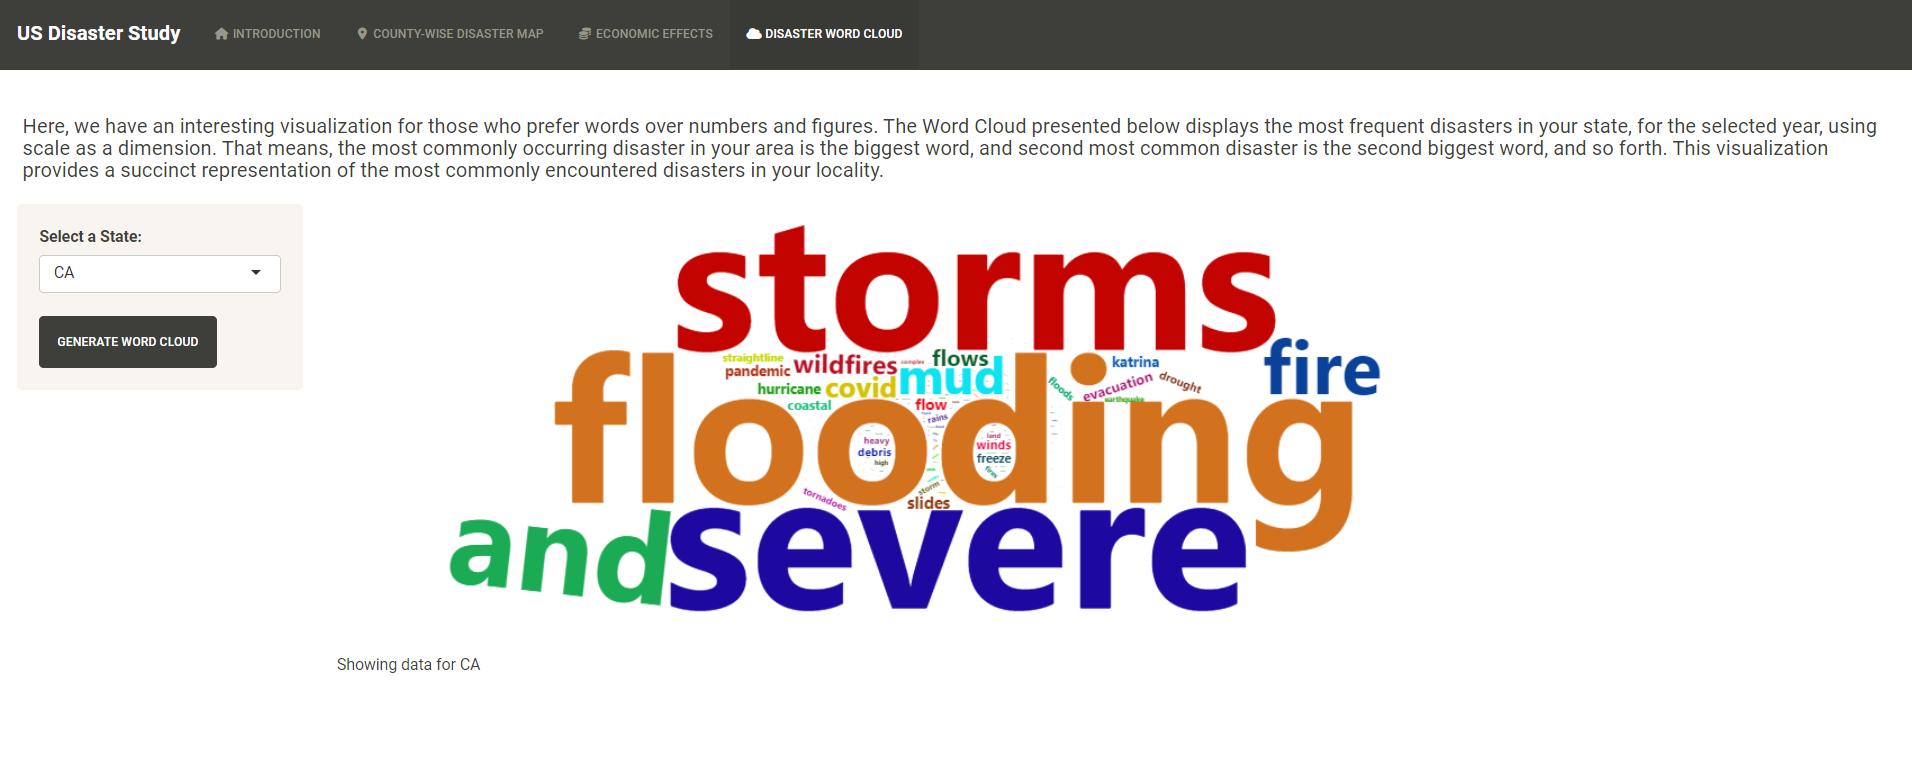 US Disaster Study
INTRODUCTION
COUNTY-WISE DISASTER MAP
ECONOMIC EFFECTS
DISASTER WORD CLOUD
Here, we have an interesting visualization for those who prefer words over numbers and figures. The Word Cloud presented below displays the most frequent disasters in your state, for the selected year, using
scale as a dimension. That means, the most commonly occurring disaster in your area is the biggest word, and second most common disaster is the second biggest word, and so forth. This visualization
provides a succinct representation of the most commonly encountered disasters in your locality.
Select a State:
CA
GENERATE WORD CLOUD
storms
straightline
wildfires
complex
flows
katrina
fire
pandemic
mud
floods
evacuation
drought
hurricane
covid
earthquake
coastal
flow
rains
flooding
heavy
debris
high
land
winds
freeze
fires
storm
tornadoes
slides
and
severe
Showing data for CA